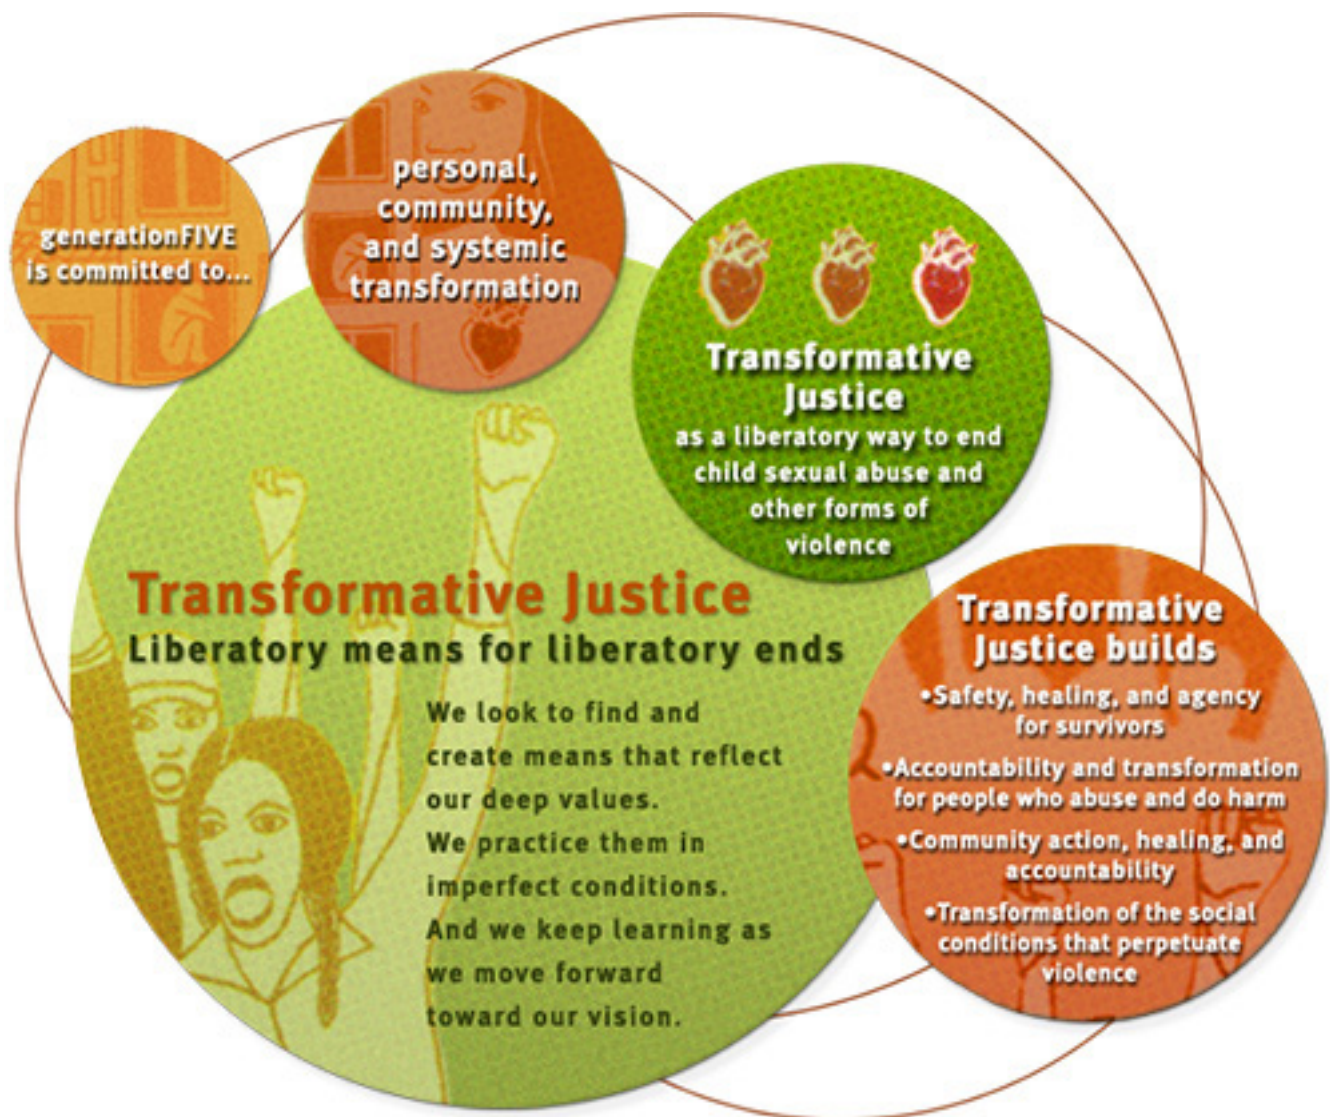 generationFIVE
is committed to...
personal,
community,
and systemic
transformation
Transformative
Justice
as a liberatory way to end
child sexual abuse and
other forms of
violence
Transformative Justice
Liberatory means for liberatory ends
We look to find and
create means that reflect
our deep values.
We practice them in
imperfect conditions.
And we keep learning as
we move forward
toward our vision.
Transformative
Justice builds
•Safety, healing, and agency
for survivors
•Accountability and transformation
for people who abuse and do harm
•Community action, healing, and
accountability
•Transformation of the social
conditions that perpetuate
violence